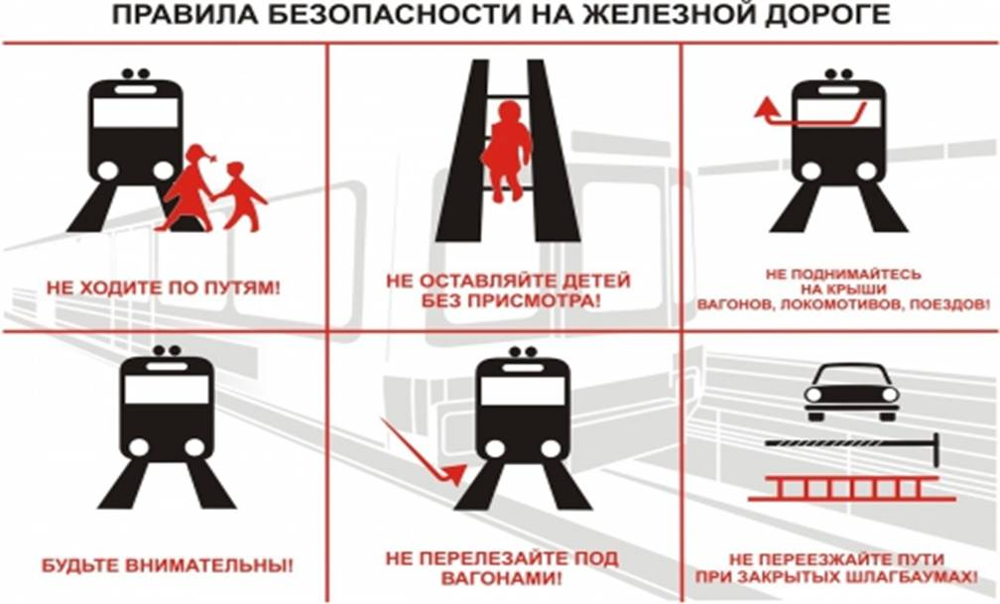 ПРАВИЛА БЕЗОПАСНОСТИ НА ЖЕЛЕЗНОЙ ДОРОГЕ
НЕ ХОДИТЕ ПО ПУТЯМ!
НЕ ОСТАВЛЯЙТЕ ДЕТЕЙ
БЕЗ ПРИСМОТРА!
НЕ ПОДНИМАЙТЕСЬ
НА КРЫШИ
ВАГОНОВ, ЛОКОМОТИВОВ, ПОЕЗДОВ!
БУДЬТЕ ВНИМАТЕЛЬНЫ!
НЕ ПЕРЕЛЕЗАЙТЕ ПОД
ВАГОНАМИ!
НЕ ПЕРЕЕЗЖАЙТЕ ПУТИ
ПРИ ЗАКРЫТЫХ ШЛАГБАУМАХ!